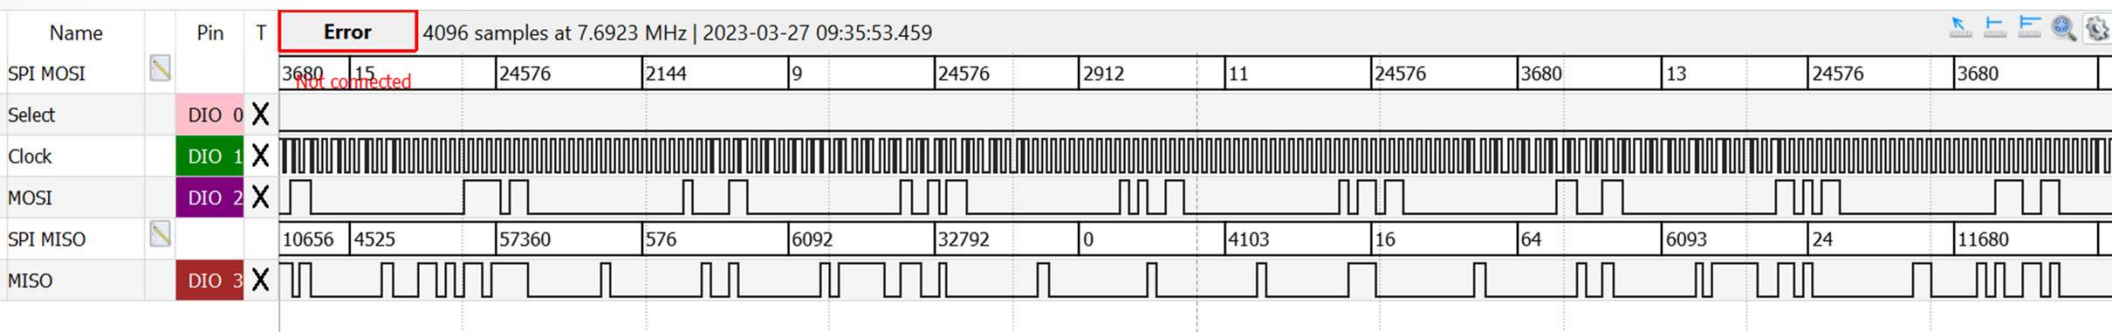 Name Pin T Error 4096 samples at 7.6923 MHz | 2023-03-27 09:35:53.459
SPI MOSI 3680 15 24576 2144 9 24576 2912 11 24576 3680 13 24576 3680
Not connected
Select DIO 0 X
Clock DIO 1 X
MOSI DIO 2 X
SPI MISO 10656 4525 57360 576 6092 32792 0 4103 16 64 6093 24 11680
MISO DIO 3 X